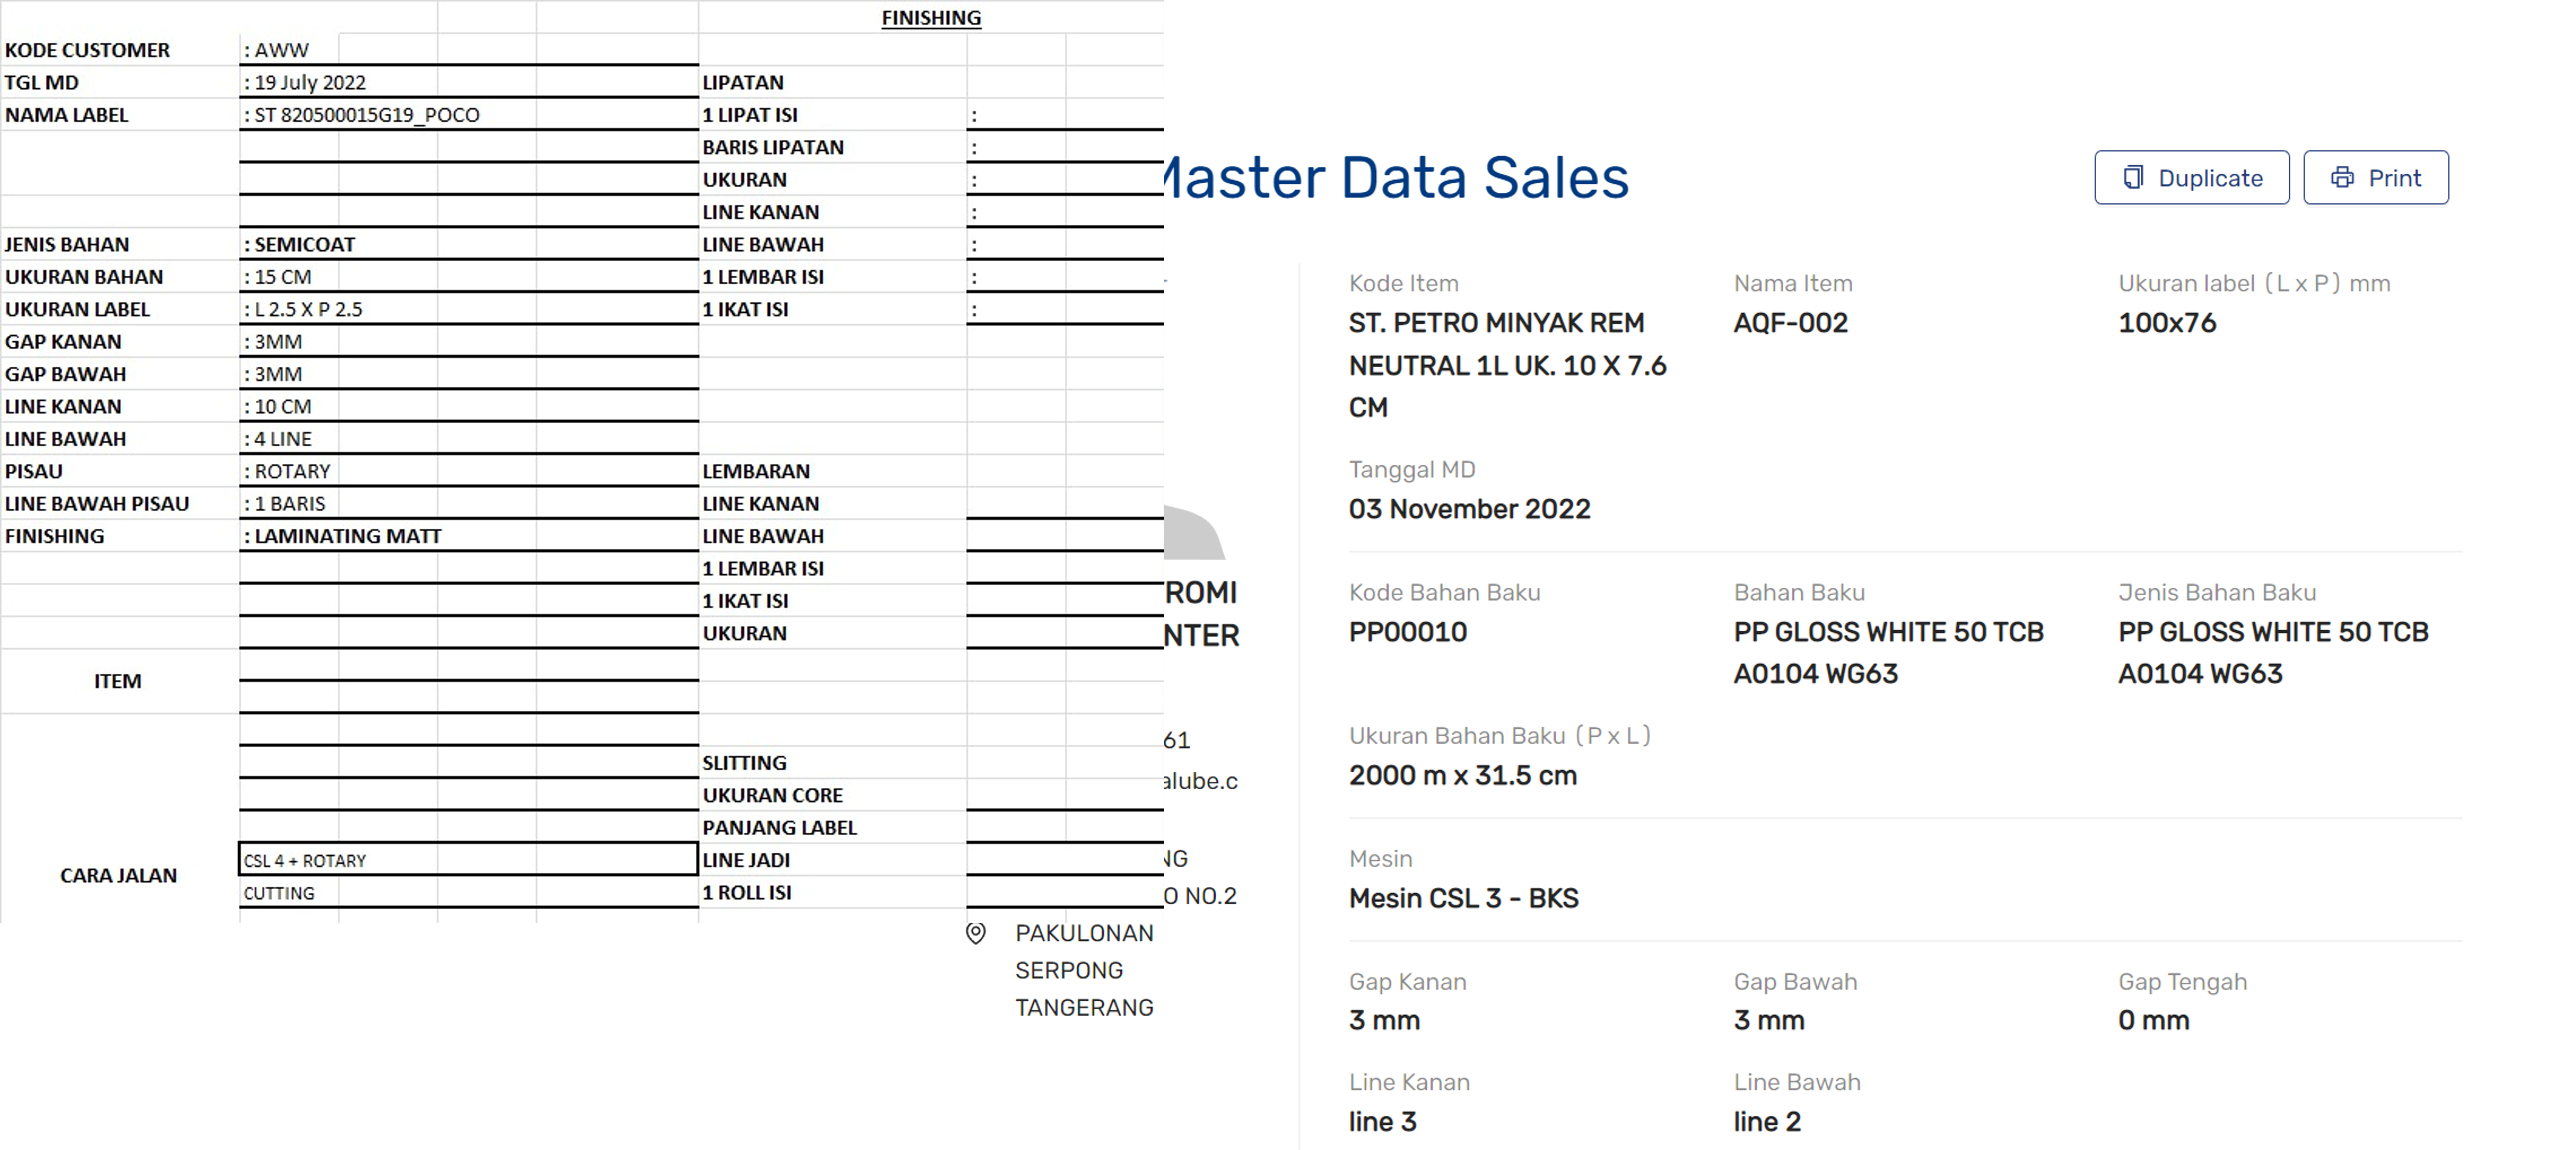 FINISHING
KODE CUSTOMER : AWW
TGL MD : 19 July 2022 LIPATAN
NAMA LABEL : ST 820500015G19_POCO 1 LIPAT ISI :
BARIS LIPATAN :
UKURAN :
LINE KANAN :
JENIS BAHAN : SEMICOAT LINE BAWAH :
UKURAN BAHAN : 15 CM 1 LEMBAR ISI :
UKURAN LABEL : L 2.5 X P 2.5 1 IKAT ISI :
GAP KANAN : 3MM
GAP BAWAH : 3MM
LINE KANAN : 10 CM
LINE BAWAH : 4 LINE
PISAU : ROTARY LEMBARAN
LINE BAWAH PISAU : 1 BARIS LINE KANAN
FINISHING : LAMINATING MATT LINE BAWAH
1 LEMBAR ISI
1 IKAT ISI
UKURAN
ITEM
SLITTING
UKURAN CORE
PANJANG LABEL
CSL 4 + ROTARY LINE JADI
CARA JALAN
CUTTING 1 ROLL ISI
Master Data Sales
Duplicate Print
ROMI
NTER
61
alube.c
NG
O NO.2
PAKULONAN
SERPONG
TANGERANG
Kode Item Nama Item Ukuran label (L x P) mm
ST. PETRO MINYAK REM AQF-002 100x76
NEUTRAL 1L UK. 10 X 7.6
CM
Tanggal MD
03 November 2022
Kode Bahan Baku Bahan Baku Jenis Bahan Baku
PP00010 PP GLOSS WHITE 50 TCB PP GLOSS WHITE 50 TCB
A0104 WG63 A0104 WG63
Ukuran Bahan Baku (P x L)
2000 m x 31.5 cm
Mesin
Mesin CSL 3 - BKS
Gap Kanan Gap Bawah Gap Tengah
3 mm 3 mm 0 mm
Line Kanan Line Bawah
line 3 line 2